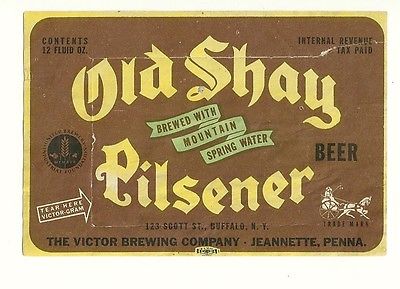 CONTENTS
12 FLUID OZ.
INTERNAL REVENUE
TAX PAID
Old Shay
BREWED WITH
MOUNTAIN
SPRING WATER
Pilsener
BEER
MEMBER
TEAR HERE
VICTOR-GRAM
TRADE MARK
123 SCOTT ST., BUFFALO, N.Y.
THE VICTOR BREWING COMPANY · JEANNETTE, PENNA.